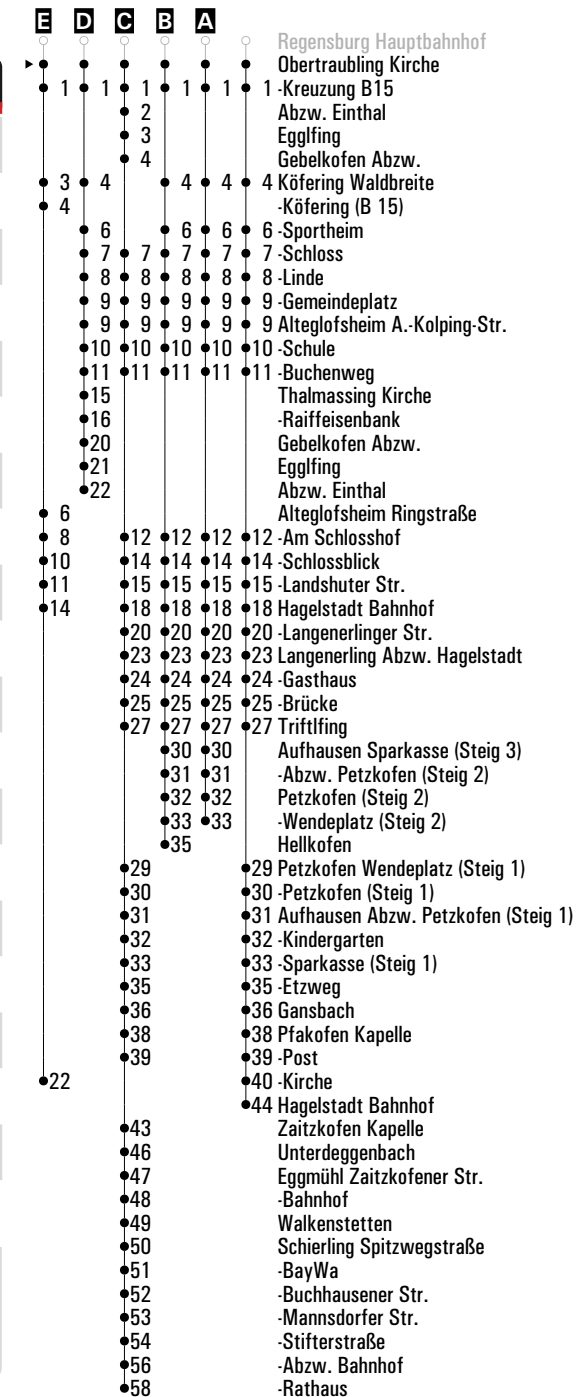 E D C B A
Regensburg Hauptbahnhof
Obertraubling Kirche
1 1 1 1 1 1 -Kreuzung B15
2 Abzw. Einthal
3 Egglfing
4 Gebelkofen Abzw.
3 4 4 4 4 Köfering Waldbreite
4 -Köfering (B 15)
6 6 6 6 -Sportheim
7 7 7 7 7 -Schloss
8 8 8 8 8 -Linde
9 9 9 9 9 -Gemeindeplatz
9 9 9 9 9 Alteglofsheim A.-Kolping-Str.
10 10 10 10 10 -Schule
11 11 11 11 11 -Buchenweg
15 Thalmassing Kirche
16 -Raiffeisenbank
20 Gebelkofen Abzw.
21 Egglfing
22 Abzw. Einthal
6 Alteglofsheim Ringstraße
8 12 12 12 12 -Am Schlosshof
10 14 14 14 14 -Schlossblick
11 15 15 15 15 -Landshuter Str.
14 18 18 18 18 Hagelstadt Bahnhof
20 20 20 20 -Langenerlinger Str.
23 23 23 23 Langenerling Abzw. Hagelstadt
24 24 24 24 -Gasthaus
25 25 25 25 -Brücke
27 27 27 27 Triftlfing
30 30 Aufhausen Sparkasse (Steig 3)
31 31 -Abzw. Petzkofen (Steig 2)
32 32 Petzkofen (Steig 2)
33 33 -Wendeplatz (Steig 2)
35 Hellkofen
29 29 Petzkofen Wendeplatz (Steig 1)
30 30 -Petzkofen (Steig 1)
31 31 Aufhausen Abzw. Petzkofen (Steig 1)
32 32 -Kindergarten
33 33 -Sparkasse (Steig 1)
35 35 -Etzweg
36 36 Gansbach
38 38 Pfakofen Kapelle
39 39 -Post
22 40 -Kirche
44 Hagelstadt Bahnhof
43 Zaitzkofen Kapelle
46 Unterdeggenbach
47 Eggmühl Zaitzkofener Str.
48 -Bahnhof
49 Walkenstetten
50 Schierling Spitzwegstraße
51 -BayWa
52 -Buchhausener Str.
53 -Mannsdorfer Str.
54 -Stifterstraße
56 -Abzw. Bahnhof
58 -Rathaus